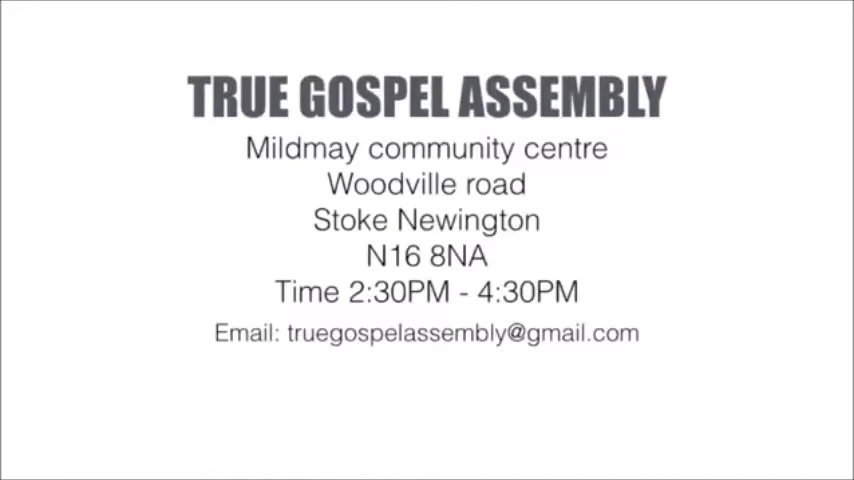 TRUE GOSPEL ASSEMBLY
Mildmay community centre
Woodville road
Stoke Newington
N16 8NA
Time 2:30PM - 4:30PM
Email: truegospelassembly@gmail.com